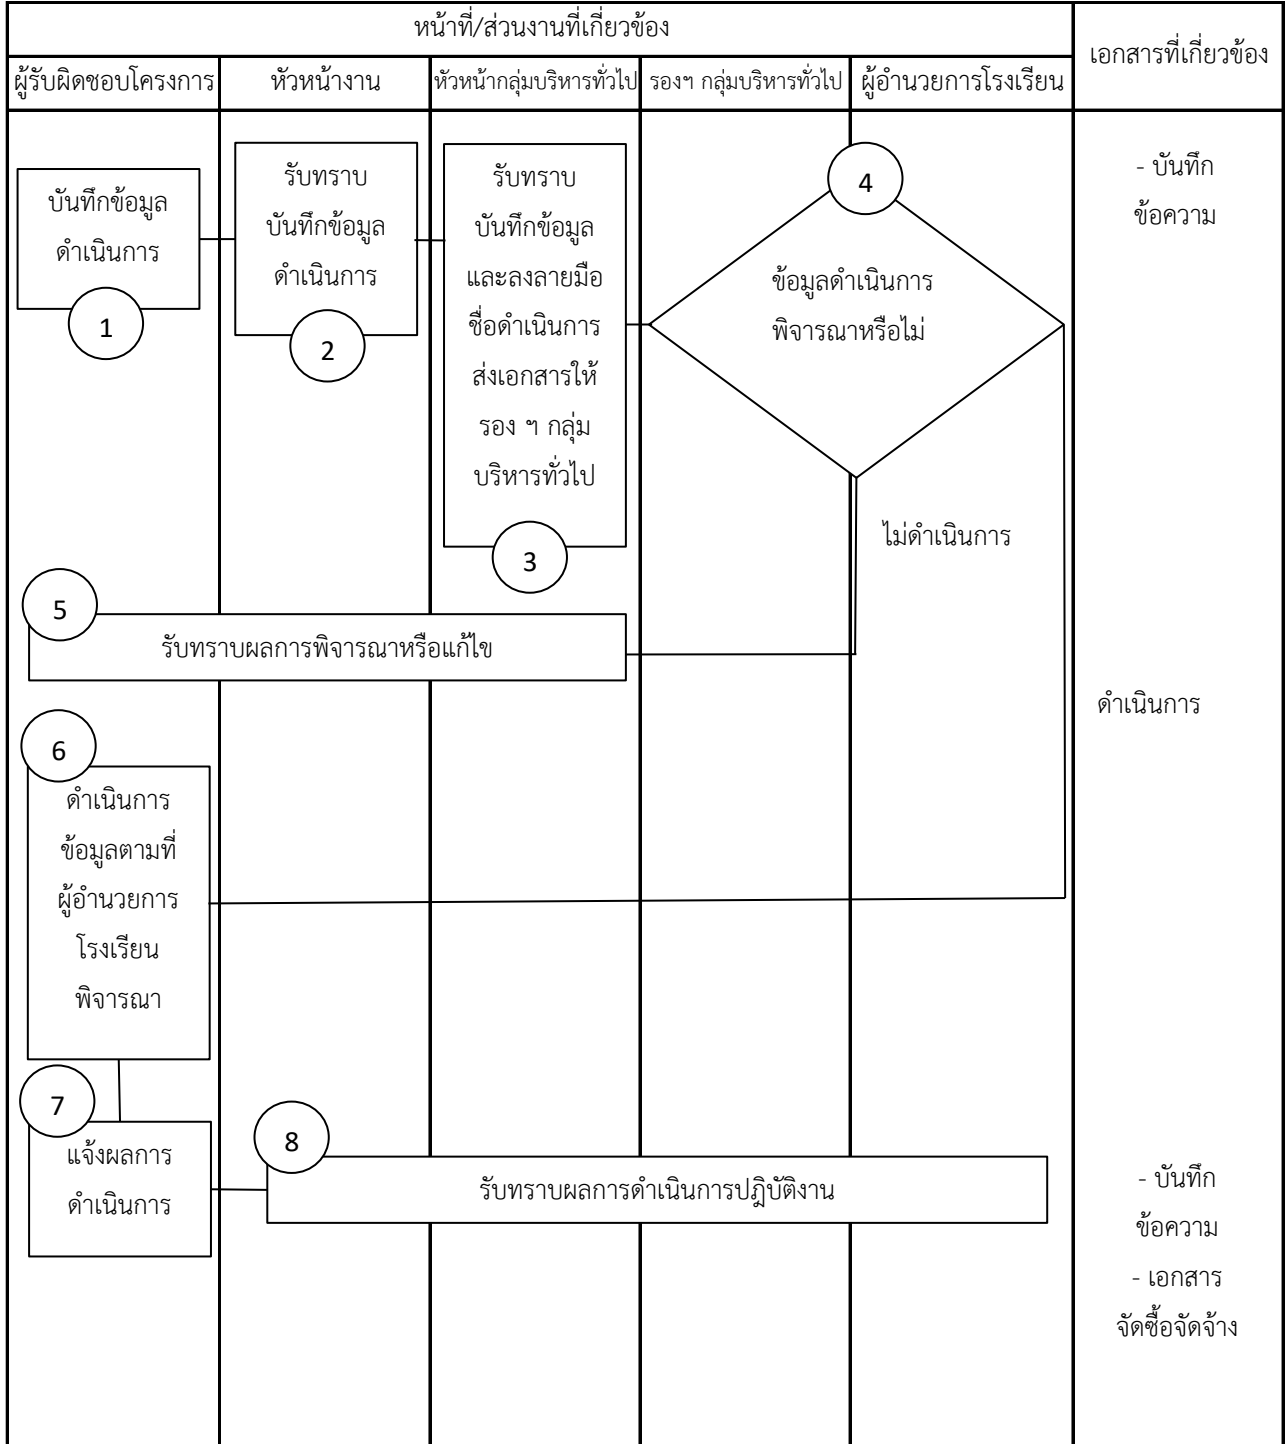 หน้าที่/ส่วนงานที่เกี่ยวข้อง
เอกสารที่เกี่ยวข้อง
ผู้รับผิดชอบโครงการ
หัวหน้างาน
หัวหน้ากลุ่มบริหารทั่วไป
รองฯ กลุ่มบริหารทั่วไป
ผู้อำนวยการโรงเรียน
บันทึกข้อมูล
ดำเนินการ
1
รับทราบ
บันทึกข้อมูล
ดำเนินการ
2
รับทราบ
บันทึกข้อมูล
และลงลายมือ
ชื่อดำเนินการ
ส่งเอกสารให้
รอง ฯ กลุ่ม
บริหารทั่วไป
3
4
ข้อมูลดำเนินการ
พิจารณาหรือไม่
- บันทึก
ข้อความ
ไม่ดำเนินการ
5
รับทราบผลการพิจารณาหรือแก้ไข
ดำเนินการ
6
ดำเนินการ
ข้อมูลตามที่
ผู้อำนวยการ
โรงเรียน
พิจารณา
7
แจ้งผลการ
ดำเนินการ
8
รับทราบผลการดำเนินการปฏิบัติงาน
- บันทึก
ข้อความ
- เอกสาร
จัดซื้อจัดจ้าง